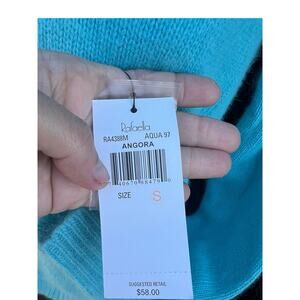 Rafaella
RA4388M AQUA 97
ANGORA
SIZE S
SUGGESTED RETAIL
$58.00